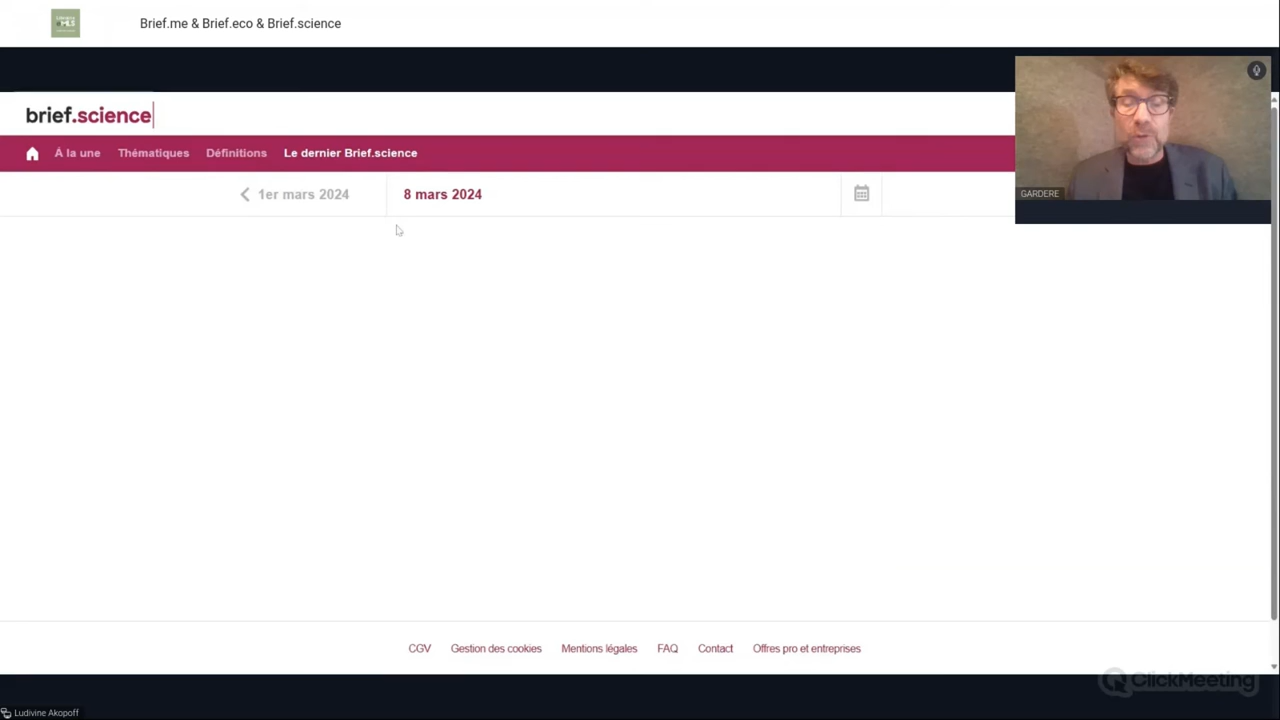 Brief.me & Brief.eco & Brief.science
brief.science
GARDERE
À la une
Thématiques
Définitions
Le dernier Brief.science
1er mars 2024
8 mars 2024
CGV
Gestion des cookies
Mentions légales
FAQ
Contact
Offres pro et entreprises
ClickMeeting
Ludivine Akopoff